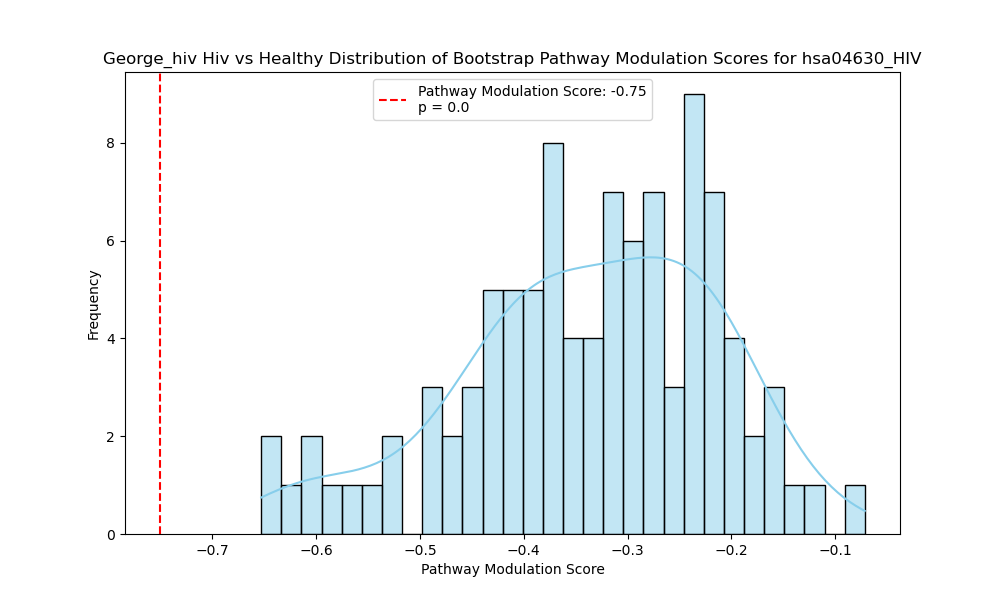 George_hiv Hiv vs Healthy Distribution of Bootstrap Pathway Modulation Scores for hsa04630_HIV
Pathway Modulation Score: -0.75
p = 0.0
8
6
4
2
0
Frequency
−0.7
−0.6
−0.5
−0.4
−0.3
−0.2
−0.1
Pathway Modulation Score